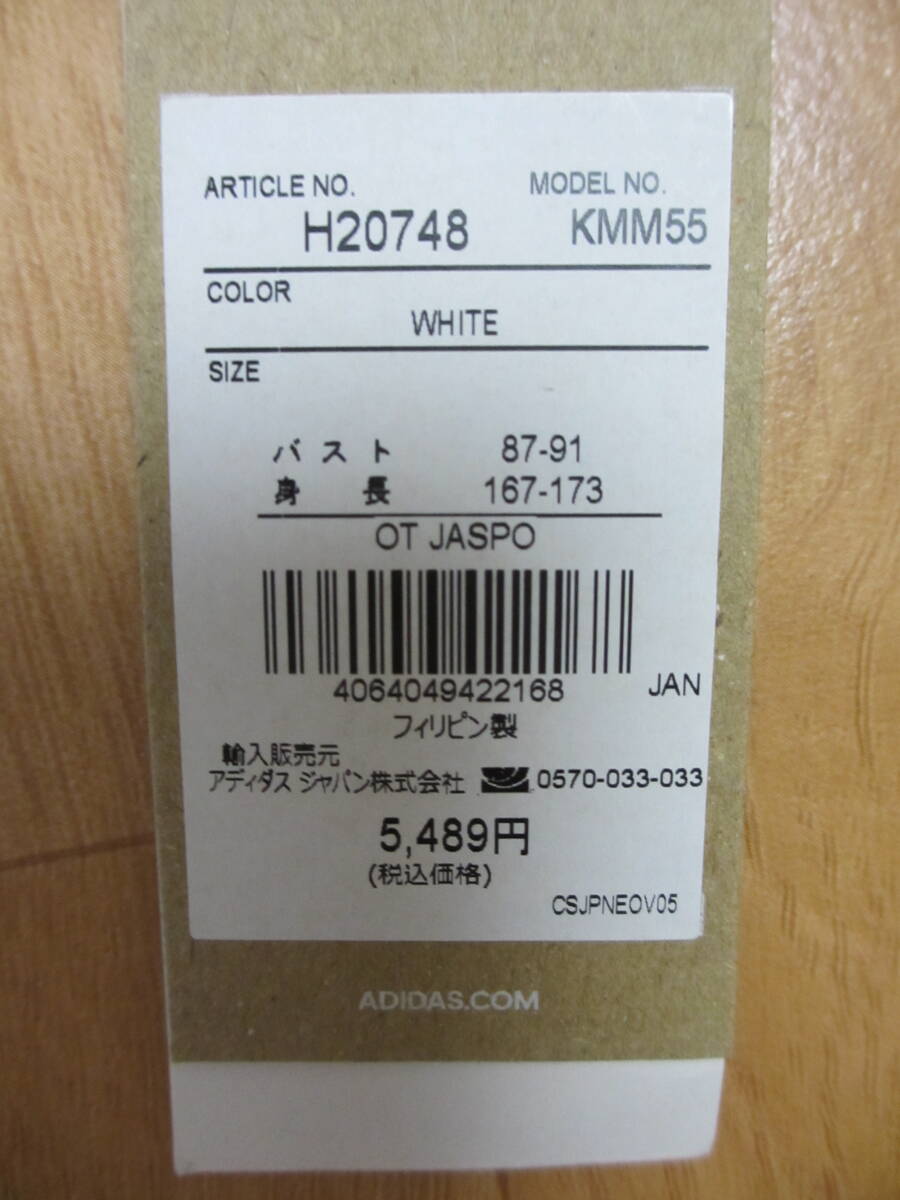 ARTICLE NO. MODEL NO.
H20748 KMM55
COLOR
WHITE
SIZE
バスト 87-91
身長 167-173
OT JASPO
4064049422168 JAN
フィリピン製
輸入販売元
アディダス ジャパン株式会社 0570-033-033
5,489円
(税込価格)
CSJPNEOV05
ADIDAS.COM